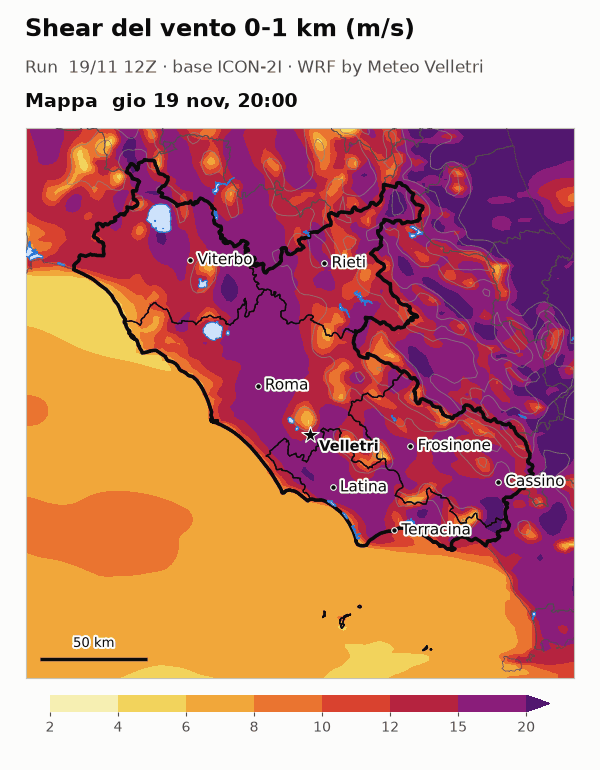 Shear del vento 0-1 km (m/s)
Run  19/11 12Z · base ICON-2I · WRF by Meteo Velletri
Mappa  gio 19 nov, 20:00
Viterbo
Rieti
Roma
Velletri
Frosinone
Latina
Cassino
Terracina
50 km
2 4 6 8 10 12 15 20